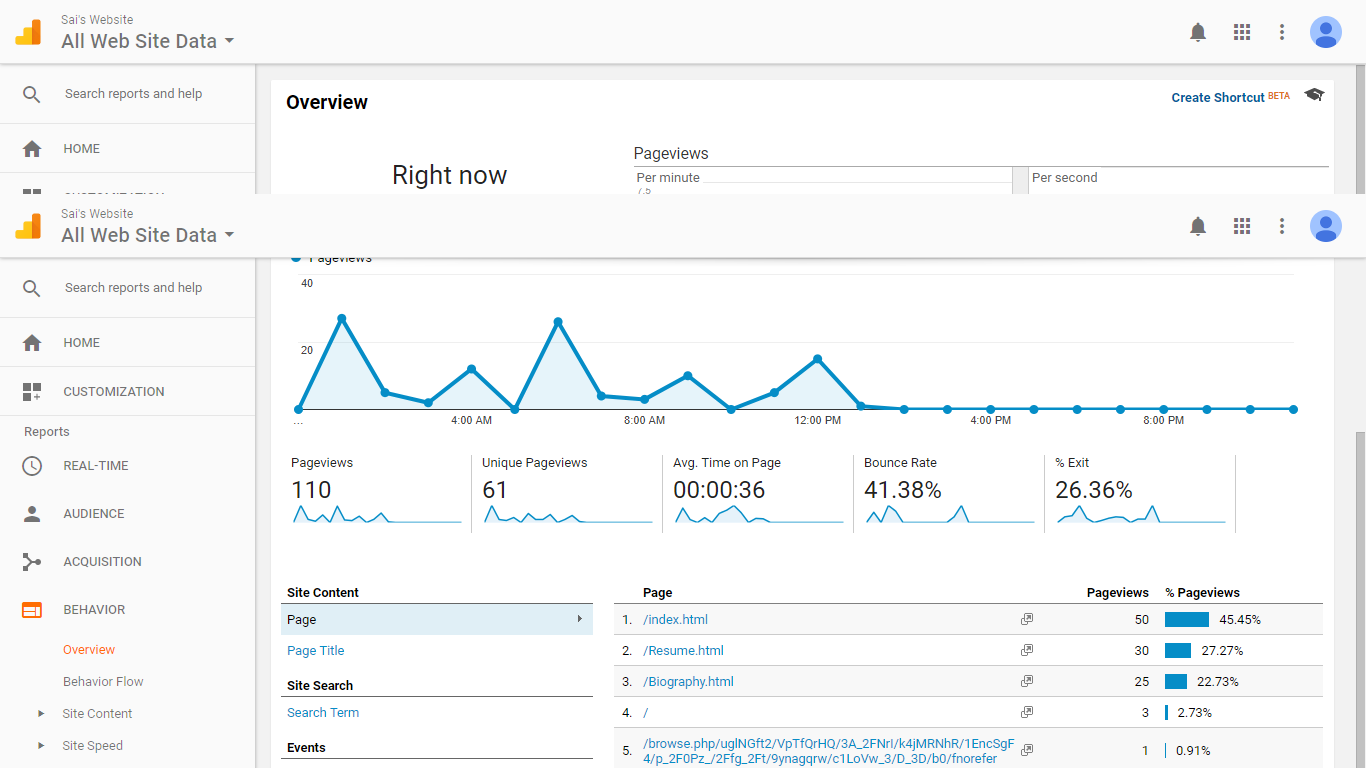 Sai's Website
All Web Site Data
Search reports and help
HOME
CUSTOMIZATION
Overview
Create Shortcut BETA
Right now
Pageviews
Per minute
Per second
7.5
Sai's Website
All Web Site Data
Search reports and help
HOME
CUSTOMIZATION
Reports
REAL-TIME
AUDIENCE
ACQUISITION
BEHAVIOR
Overview
Behavior Flow
Site Content
Site Speed
Pageviews
40
20
... 4:00 AM 8:00 AM 12:00 PM 4:00 PM 8:00 PM
Pageviews
110
Unique Pageviews
61
Avg. Time on Page
00:00:36
Bounce Rate
41.38%
% Exit
26.36%
Site Content
Page
Page Title
Site Search
Search Term
Events
Page Pageviews % Pageviews
1. /index.html 50 45.45%
2. /Resume.html 30 27.27%
3. /Biography.html 25 22.73%
4. / 3 2.73%
5. /browse.php/uglNGft2/VpTfQrHQ/3A_2FNrI/k4jMRNhR/1EncSgF 1 0.91%
4/p_2F0Pz_/2Ffg_2Ft/9ynagqrw/c1LoVw_3/D_3D/b0/fnorefer